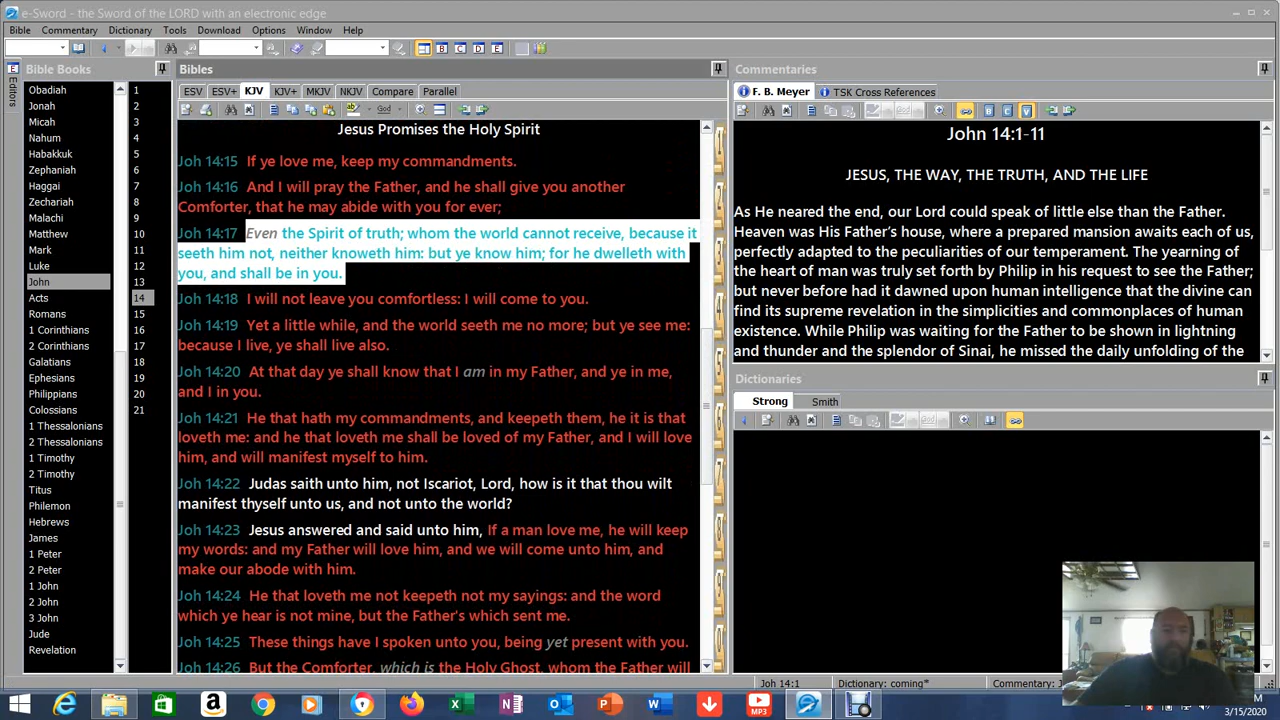 e-Sword - the Sword of the LORD with an electronic edge
Bible Commentary Dictionary Tools Download Options Window Help
B C D E
Editors
Bible Books
Obadiah
Jonah
Micah
Nahum
Habakkuk
Zephaniah
Haggai
Zechariah
Malachi
Matthew
Mark
Luke
John
Acts
Romans
1 Corinthians
2 Corinthians
Galatians
Ephesians
Philippians
Colossians
1 Thessalonians
2 Thessalonians
1 Timothy
2 Timothy
Titus
Philemon
Hebrews
James
1 Peter
2 Peter
1 John
2 John
3 John
Jude
Revelation
1
2
3
4
5
6
7
8
9
10
11
12
13
14
15
16
17
18
19
20
21
Bibles
ESV ESV+ KJV KJV+ MKJV NKJV Compare Parallel
God
Jesus Promises the Holy Spirit
Joh 14:15 If ye love me, keep my commandments.
Joh 14:16 And I will pray the Father, and he shall give you another
Comforter, that he may abide with you for ever;
Joh 14:17 Even the Spirit of truth; whom the world cannot receive, because it
seeth him not, neither knoweth him: but ye know him; for he dwelleth with
you, and shall be in you.
Joh 14:18 I will not leave you comfortless: I will come to you.
Joh 14:19 Yet a little while, and the world seeth me no more; but ye see me:
because I live, ye shall live also.
Joh 14:20 At that day ye shall know that I am in my Father, and ye in me,
and I in you.
Joh 14:21 He that hath my commandments, and keepeth them, he it is that
loveth me: and he that loveth me shall be loved of my Father, and I will love
him, and will manifest myself to him.
Joh 14:22 Judas saith unto him, not Iscariot, Lord, how is it that thou wilt
manifest thyself unto us, and not unto the world?
Joh 14:23 Jesus answered and said unto him, If a man love me, he will keep
my words: and my Father will love him, and we will come unto him, and
make our abode with him.
Joh 14:24 He that loveth me not keepeth not my sayings: and the word
which ye hear is not mine, but the Father's which sent me.
Joh 14:25 These things have I spoken unto you, being yet present with you.
Joh 14:26 But the Comforter, which is the Holy Ghost, whom the Father will
Commentaries
F. B. Meyer TSK Cross References
God B C V
John 14:1-11
JESUS, THE WAY, THE TRUTH, AND THE LIFE
As He neared the end, our Lord could speak of little else than the Father.
Heaven was His Father's house, where a prepared mansion awaits each of us,
perfectly adapted to the peculiarities of our temperament. The yearning of
the heart of man was truly set forth by Philip in his request to see the Father;
but never before had it dawned upon human intelligence that the divine can
find its supreme revelation in the simplicities and commonplaces of human
existence. While Philip was waiting for the Father to be shown in lightning
and thunder and the splendor of Sinai, he missed the daily unfolding of the
Dictionaries
Strong Smith
God
Joh 14:1 Dictionary: coming* Commentary:
MP3
3/15/2020